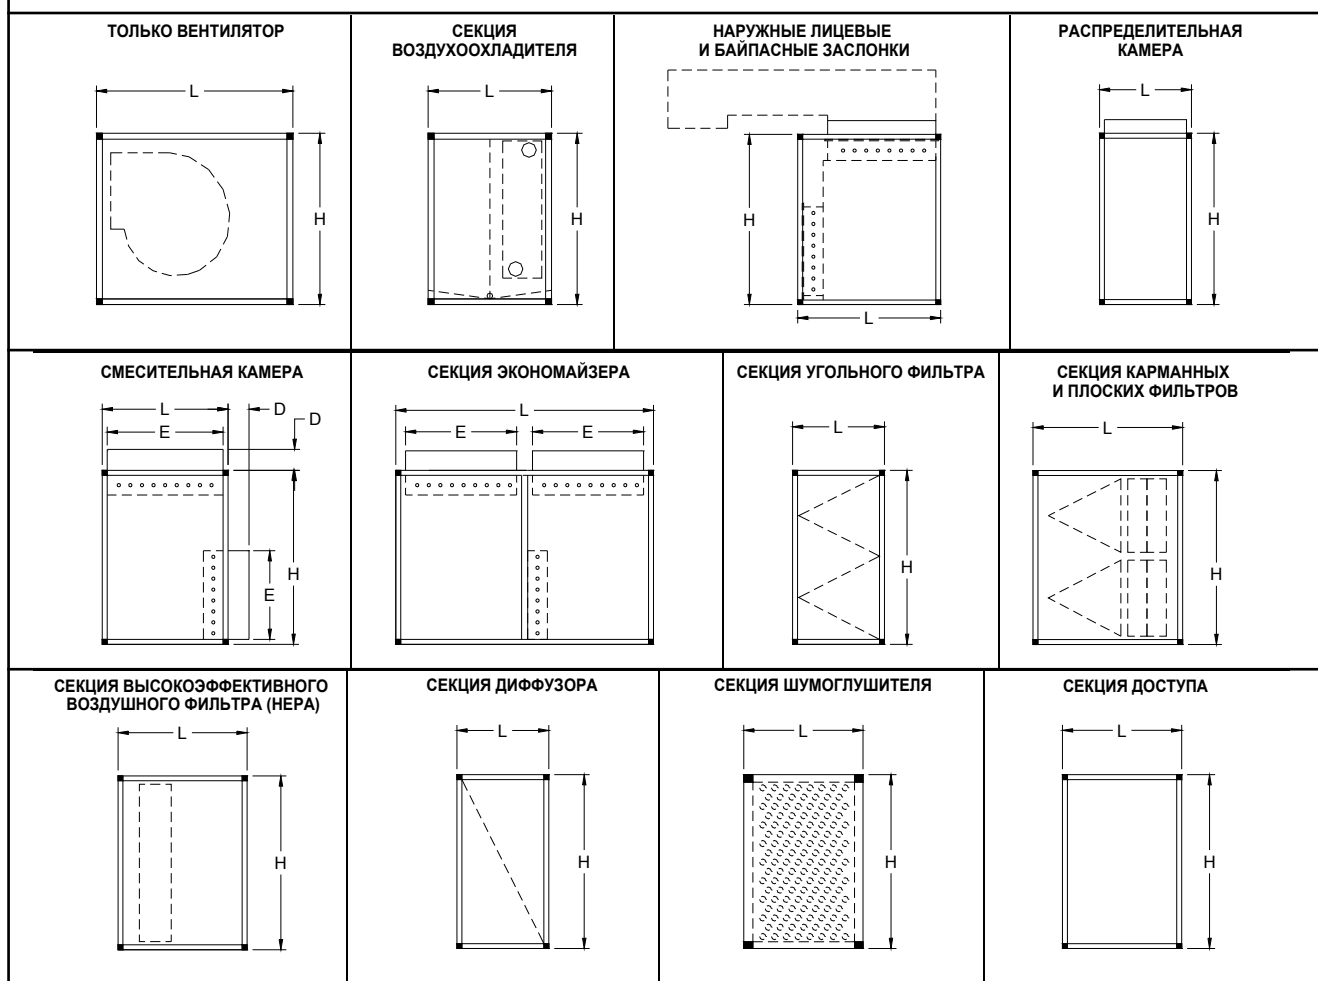 ТОЛЬКО ВЕНТИЛЯТОР
L
H
СЕКЦИЯ
ВОЗДУХООХЛАДИТЕЛЯ
L
H
НАРУЖНЫЕ ЛИЦЕВЫЕ
И БАЙПАСНЫЕ ЗАСЛОНКИ
H
L
РАСПРЕДЕЛИТЕЛЬНАЯ
КАМЕРА
L
H
СМЕСИТЕЛЬНАЯ КАМЕРА
L
D
D
E
H
E
СЕКЦИЯ ЭКОНОМАЙЗЕРА
L
E
E
СЕКЦИЯ УГОЛЬНОГО ФИЛЬТРА
L
H
СЕКЦИЯ КАРМАННЫХ
И ПЛОСКИХ ФИЛЬТРОВ
L
H
СЕКЦИЯ ВЫСОКОЭФФЕКТИВНОГО
ВОЗДУШНОГО ФИЛЬТРА (HEPA)
L
H
СЕКЦИЯ ДИФФУЗОРА
L
H
СЕКЦИЯ ШУМОГЛУШИТЕЛЯ
L
H
СЕКЦИЯ ДОСТУПА
L
H